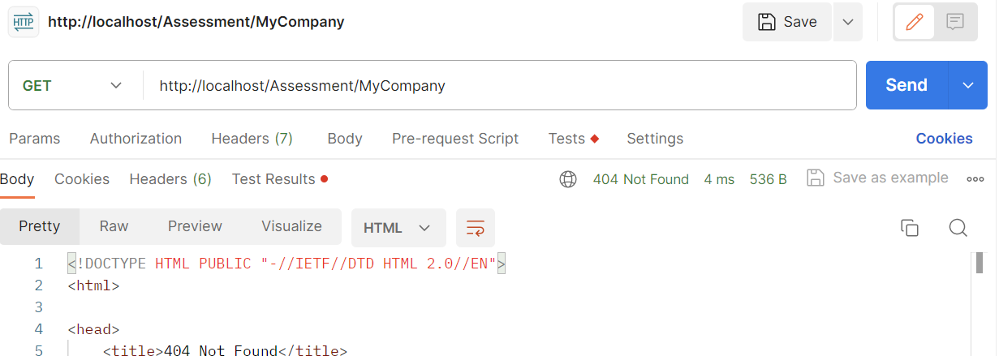 HTTP http://localhost/Assessment/MyCompany Save
GET http://localhost/Assessment/MyCompany Send
Params Authorization Headers (7) Body Pre-request Script Tests Settings Cookies
Body Cookies Headers (6) Test Results 404 Not Found 4 ms 536 B Save as example
Pretty Raw Preview Visualize HTML
1 <!DOCTYPE HTML PUBLIC "-//IETF//DTD HTML 2.0//EN">
2 <html>
3
4 <head>
5 <title>404 Not Found</title>